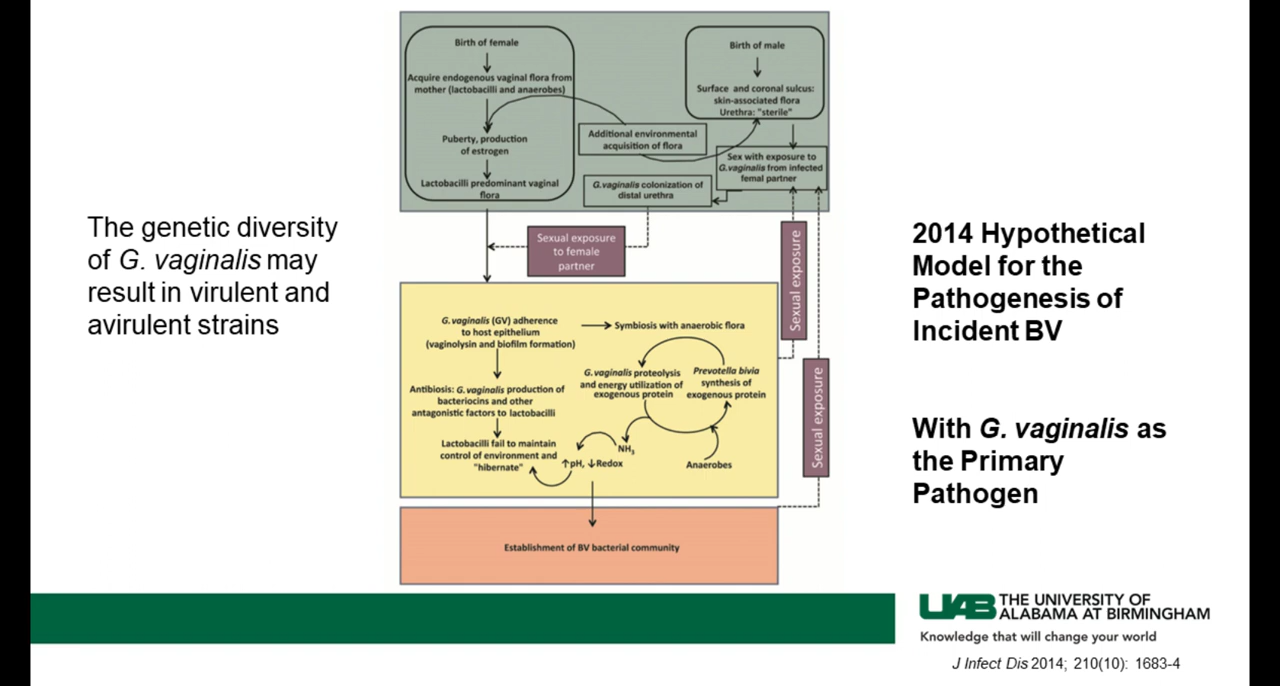 The genetic diversity
of G. vaginalis may
result in virulent and
avirulent strains
Birth of female
Acquire endogenous vaginal flora from
mother (lactobacilli and anaerobes)
Puberty, production
of estrogen
Lactobacilli predominant vaginal
flora
Additional environmental
acquisition of flora
Birth of male
Surface and coronal sulcus:
skin-associated flora
Urethra: "sterile"
Sex with exposure to
G.vaginalis from infected
femal partner
G.vaginalis colonization of
distal urethra
Sexual exposure
to female
partner
Sexual exposure
Sexual exposure
G.vaginalis (GV) adherence
to host epithelium
(vaginolysin and biofilm formation)
Symbiosis with anaerobic flora
Antibiosis: G.vaginalis production of
bacteriocins and other
antagonistic factors to lactobacilli
Lactobacilli fail to maintain
control of environment and
"hibernate"
G.vaginalis proteolysis
and energy utilization of
exogenous protein
Prevotella bivia
synthesis of
exogenous protein
NH3
↑pH, ↓Redox
Anaerobes
Establishment of BV bacterial community
2014 Hypothetical
Model for the
Pathogenesis of
Incident BV
With G. vaginalis as
the Primary
Pathogen
UAB THE UNIVERSITY OF
ALABAMA AT BIRMINGHAM
Knowledge that will change your world
J Infect Dis 2014; 210(10): 1683-4